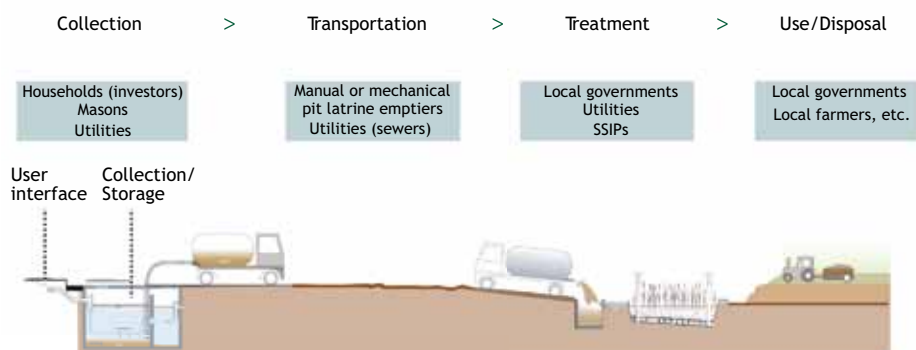 Collection > Transportation > Treatment > Use/Disposal
Households (investors)
Masons
Utilities
Manual or mechanical
pit latrine emptiers
Utilities (sewers)
Local governments
Utilities
SSIPs
Local governments
Local farmers, etc.
User
interface
Collection/
Storage